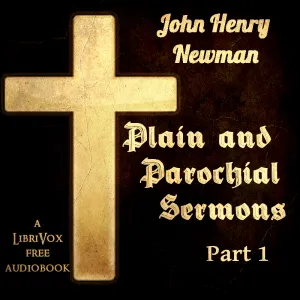 John Henry
Newman
Plain and
Parochial
Sermons
Part 1
A
LibriVox
free
audiobook